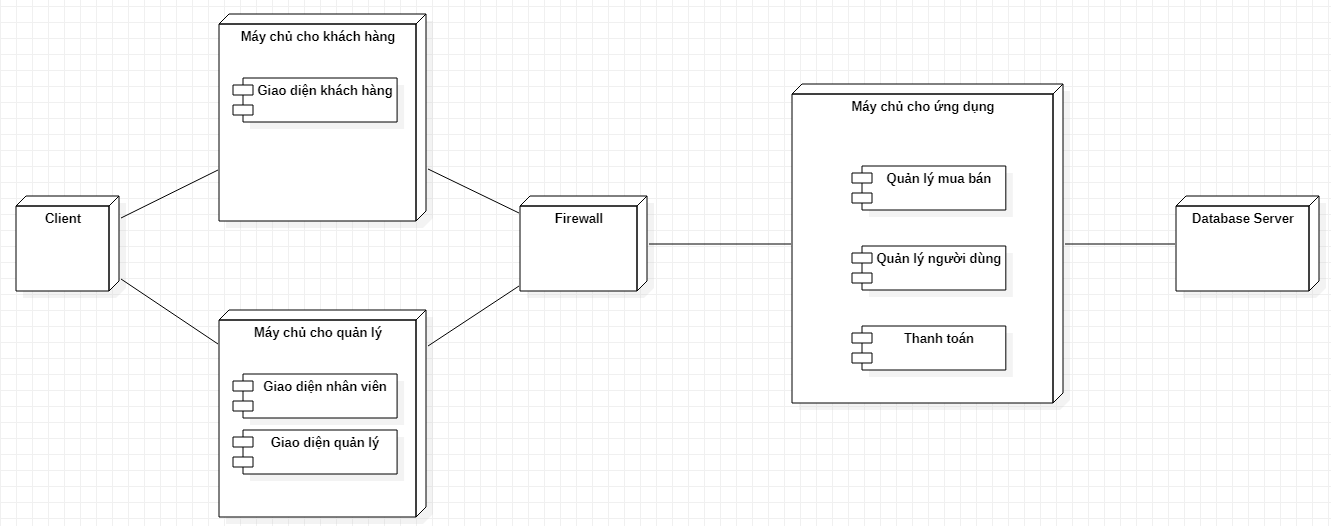 Máy chủ cho khách hàng
Giao diện khách hàng
Client
Máy chủ cho quản lý
Giao diện nhân viên
Giao diện quản lý
Firewall
Máy chủ cho ứng dụng
Quản lý mua bán
Quản lý người dùng
Thanh toán
Database Server